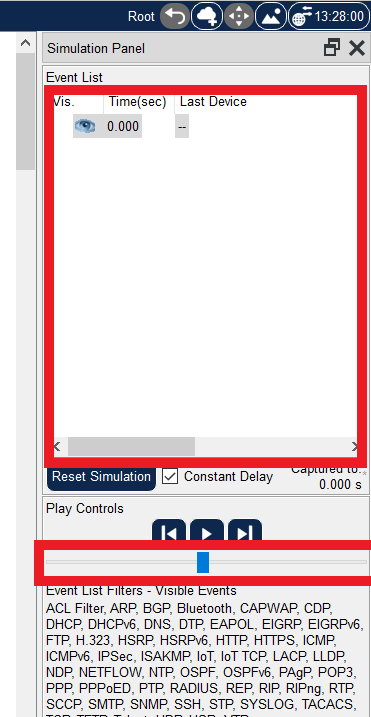 Root 13:28:00
Simulation Panel
Event List
Vis. Time(sec) Last Device
0.000 --
Reset Simulation Constant Delay Captured to:
0.000 s
Play Controls
Event List Filters - Visible Events
ACL Filter, ARP, BGP, Bluetooth, CAPWAP, CDP,
DHCP, DHCPv6, DNS, DTP, EAPOL, EIGRP, EIGRPv6,
FTP, H.323, HSRP, HSRPv6, HTTP, HTTPS, ICMP,
ICMPv6, IPSec, ISAKMP, IoT, IoT TCP, LACP, LLDP,
NDP, NETFLOW, NTP, OSPF, OSPFv6, PAgP, POP3,
PPP, PPPoED, PTP, RADIUS, REP, RIP, RIPng, RTP,
SCCP, SMTP, SNMP, SSH, STP, SYSLOG, TACACS,